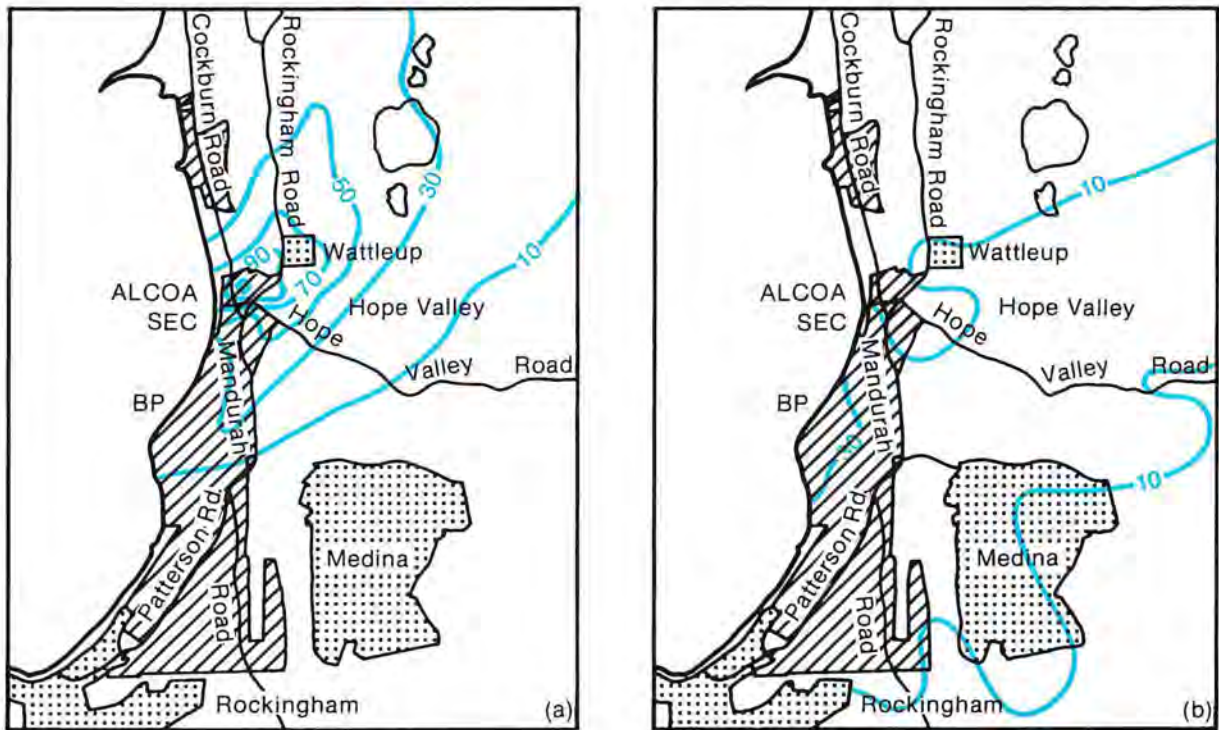 Cockburn Road
Rockingham Road
50
30
10
90
70
Wattleup
ALCOA
SEC
Hope Valley
Hope
Valley
Road
BP
Mandurah
Patterson Rd
Medina
Road
Rockingham
(a)
Cockburn Road
Rockingham Road
10
Wattleup
ALCOA
SEC
Hope Valley
Hope
Valley
Road
BP
Mandurah
10
Patterson Rd
Medina
Road
Rockingham
(b)